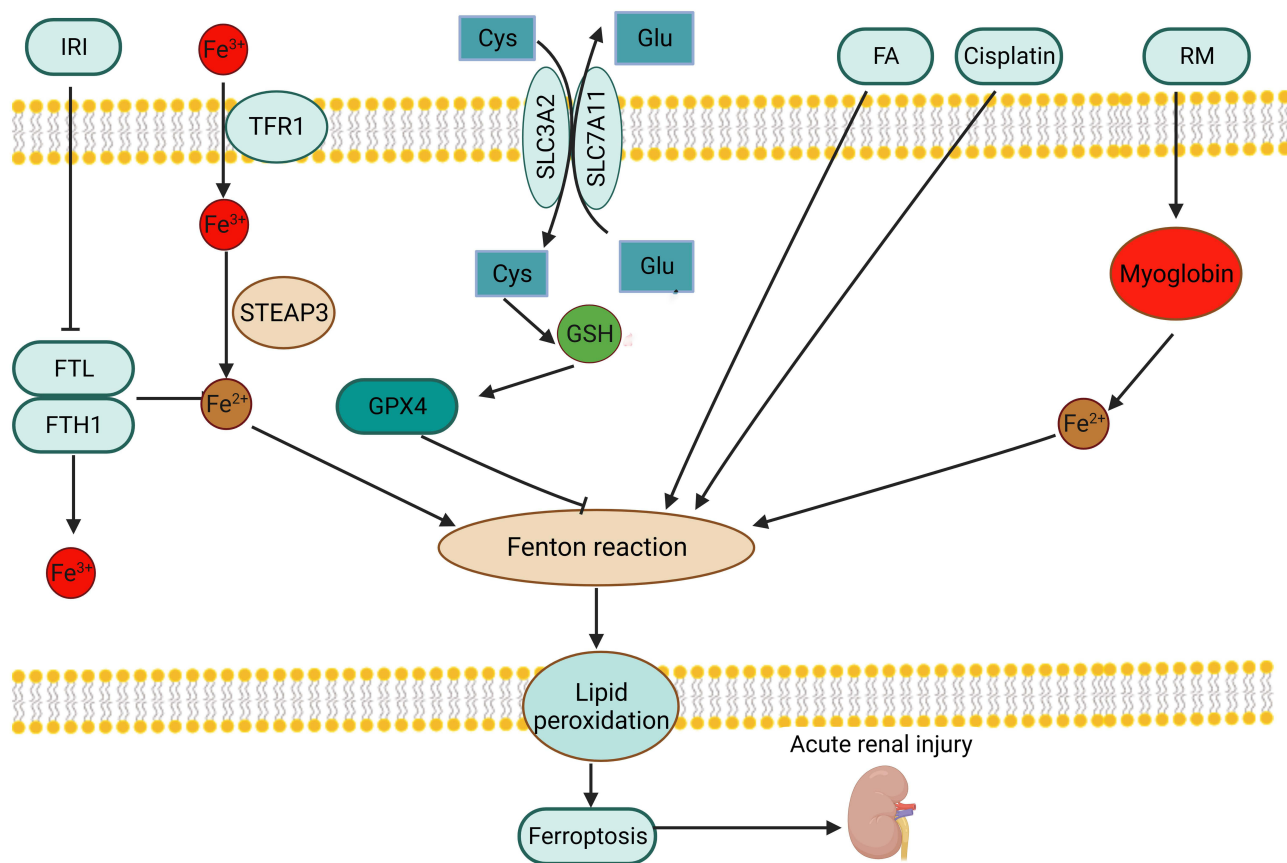 IRI
Fe³⁺
Cys
Glu
FA
Cisplatin
RM
TFR1
SLC3A2
SLC7A11
Fe³⁺
Cys
Glu
Myoglobin
STEAP3
GSH
FTL
FTH1
Fe²⁺
GPX4
Fe²⁺
Fenton reaction
Fe³⁺
Lipid
peroxidation
Acute renal injury
Ferroptosis